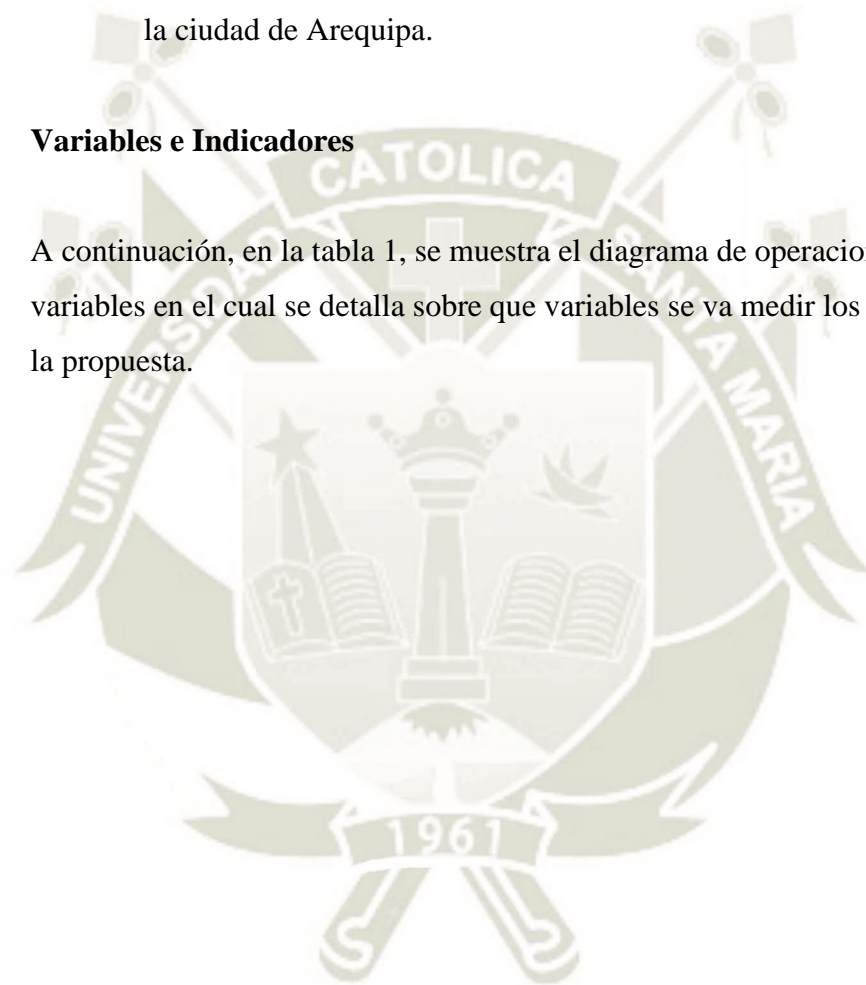 la ciudad de Arequipa.
Variables e Indicadores
CATOLICA
A continuación, en la tabla 1, se muestra el diagrama de operacio
variables en el cual se detalla sobre que variables se va medir los
la propuesta.
UNIVERSIDAD
SANTA MARIA
1961